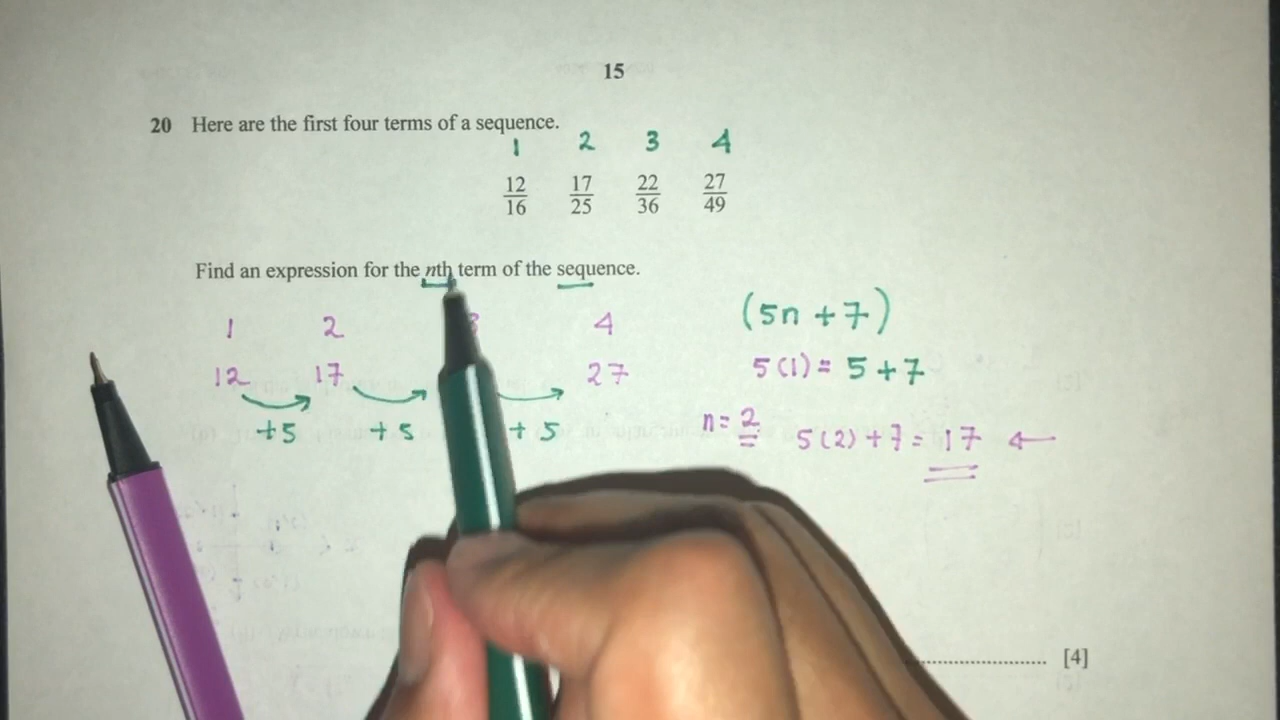 15
20 Here are the first four terms of a sequence.
1 2 3 4
12/16 17/25 22/36 27/49
Find an expression for the nth term of the sequence.
(5n + 7)
1 2 3 4
12 17 27
5(1) = 5 + 7
+5 +5 +5
n = 2 5(2) + 7 = 17 ←
[4]